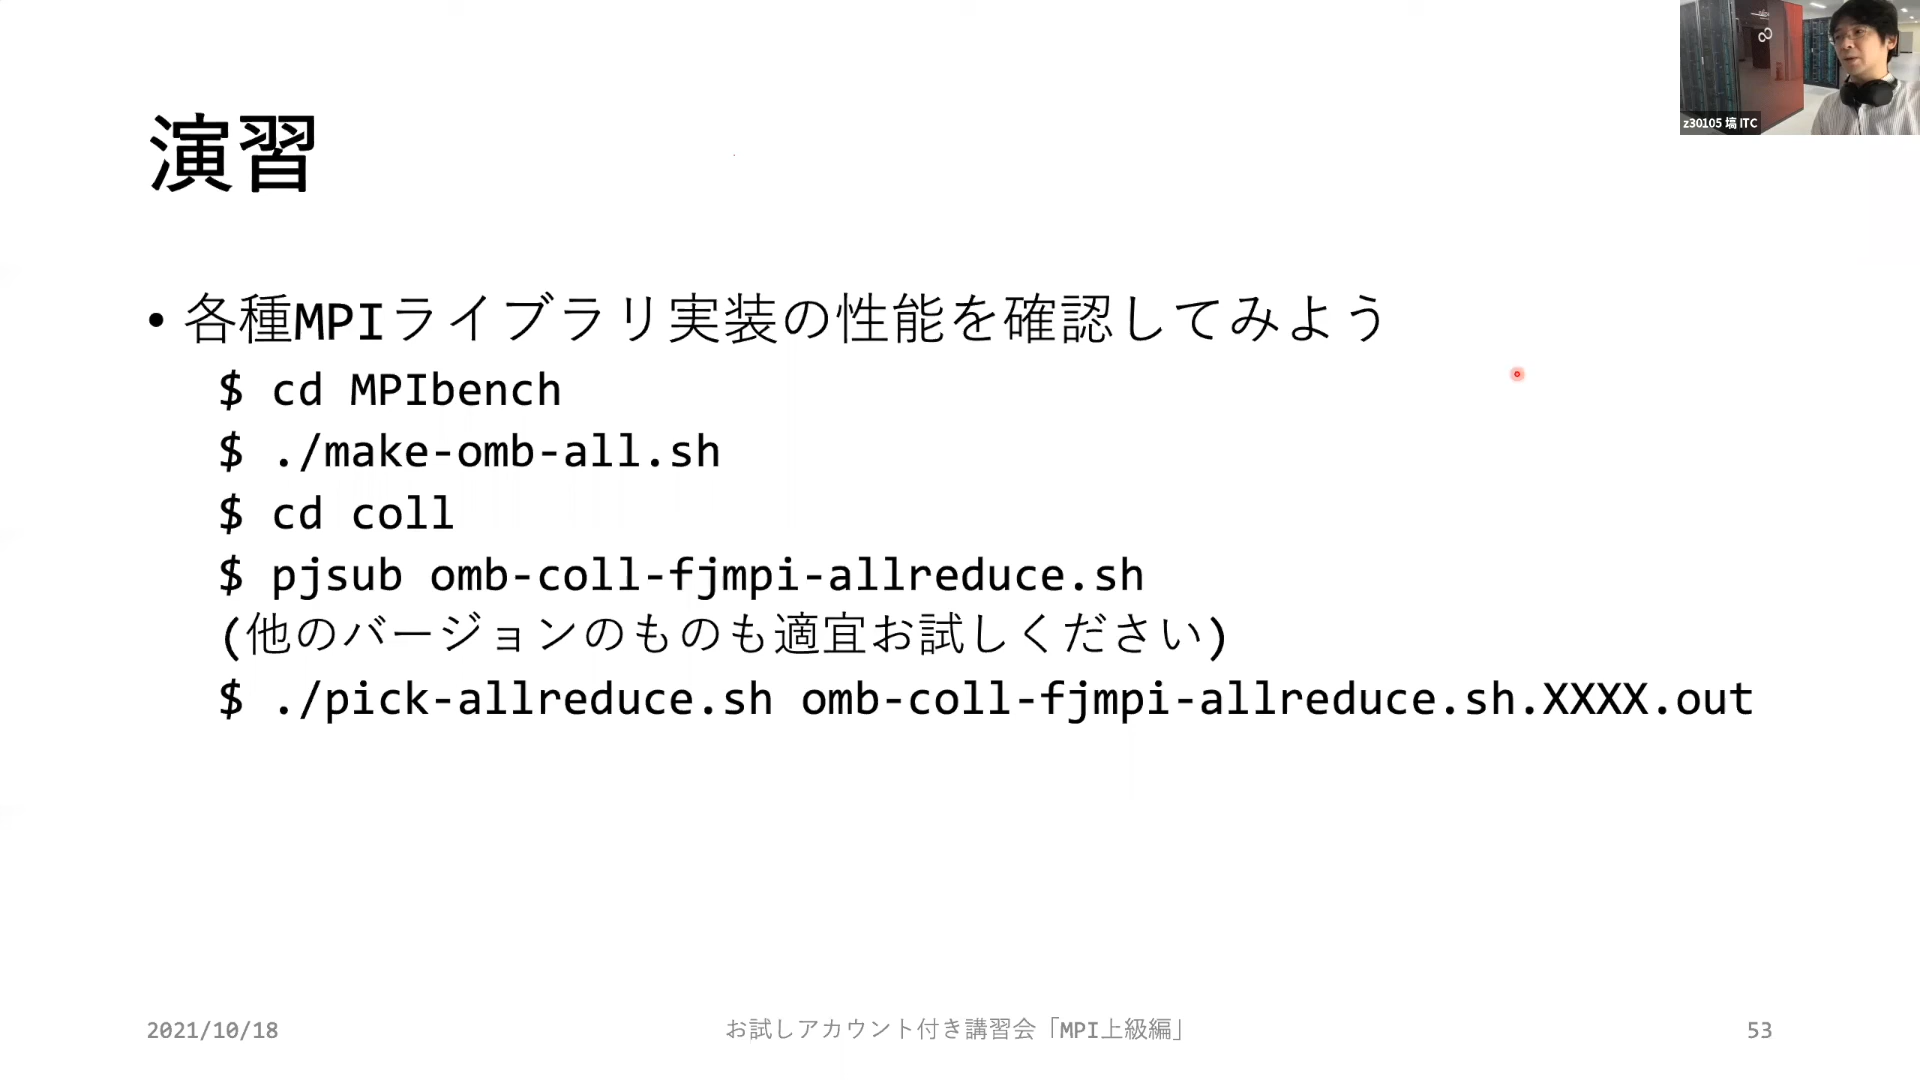 z30105 塙 ITC
演習
• 各種MPIライブラリ実装の性能を確認してみよう
$ cd MPIbench
$ ./make-omb-all.sh
$ cd coll
$ pjsub omb-coll-fjmpi-allreduce.sh
(他のバージョンのものも適宜お試しください)
$ ./pick-allreduce.sh omb-coll-fjmpi-allreduce.sh.XXXX.out
2021/10/18
お試しアカウント付き講習会「MPI上級編」
53